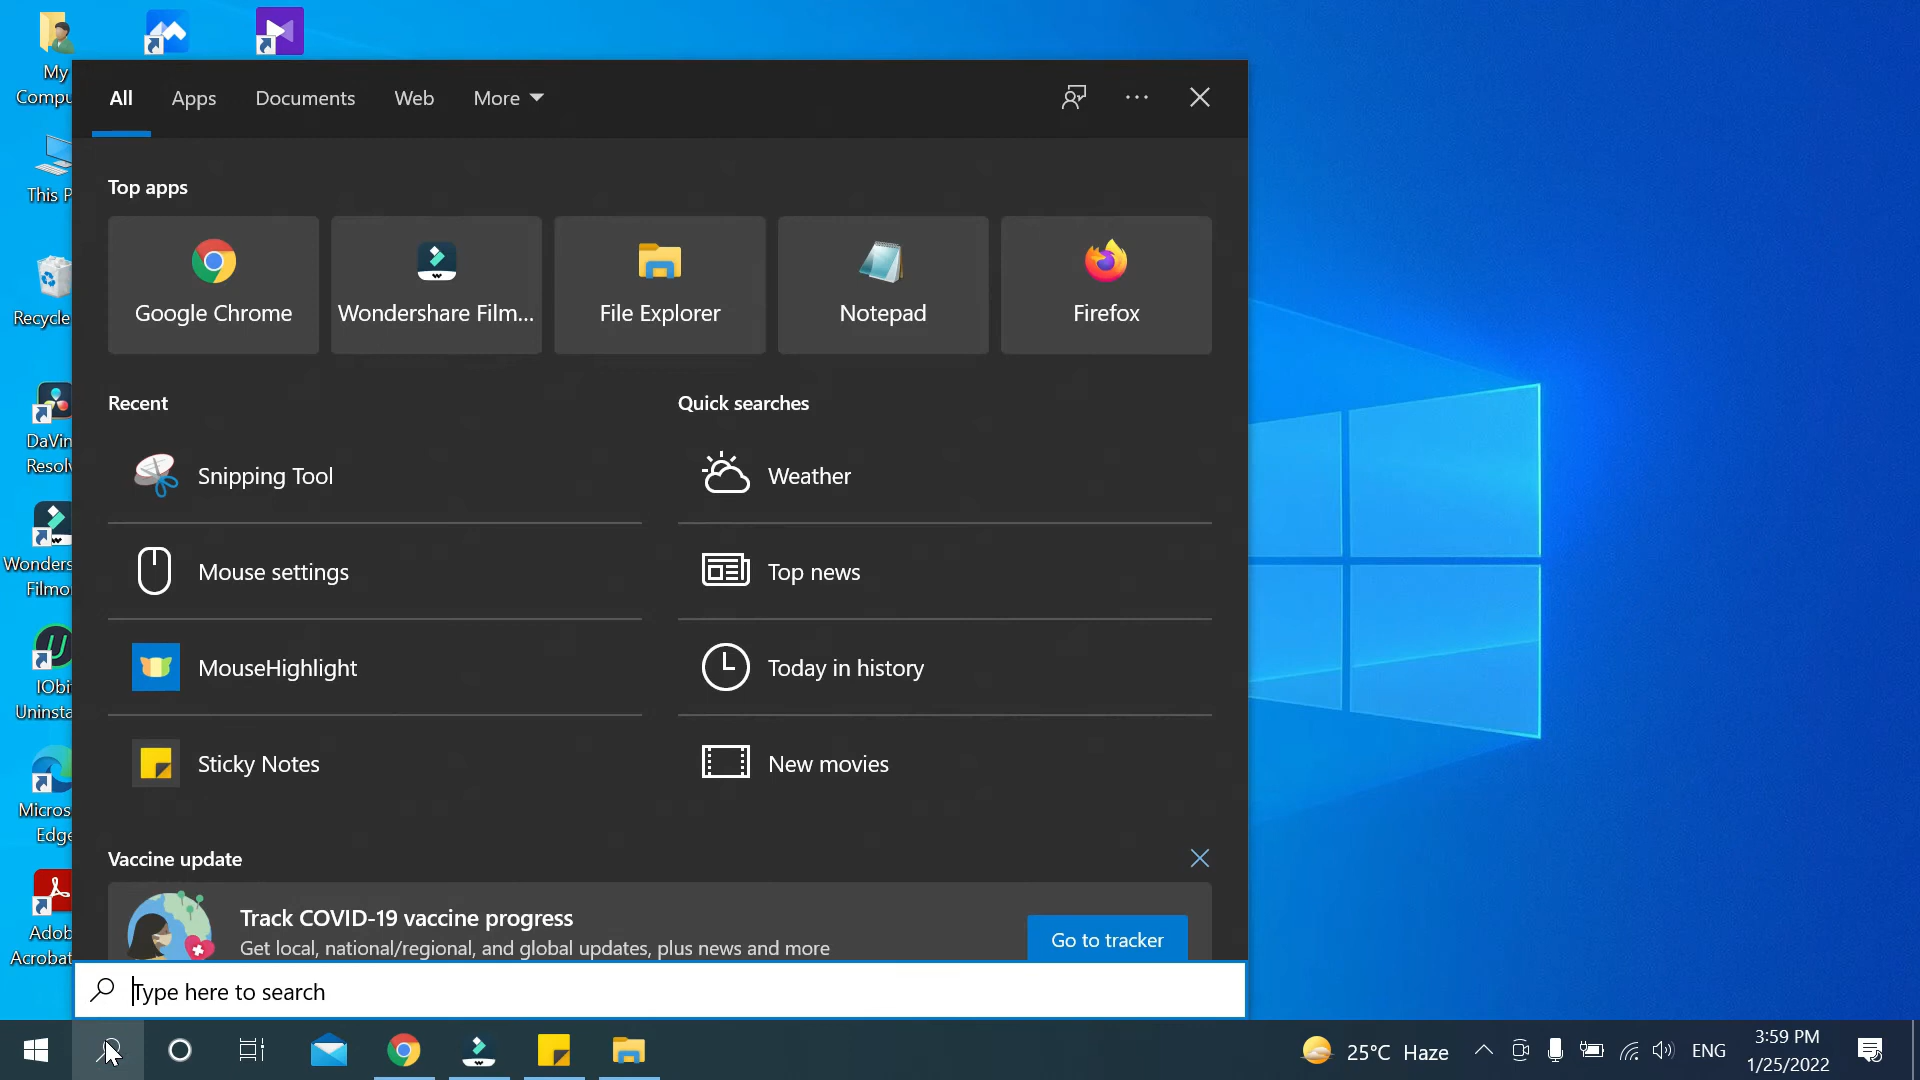 My
Compu
This P
Recycle
DaVin
Resolv
Wonders
Filmo
IObi
Uninsta
Micros
Edge
Adob
Acrobat
All
Apps
Documents
Web
More
Top apps
Google Chrome
Wondershare Film...
File Explorer
Notepad
Firefox
Recent
Snipping Tool
Mouse settings
MouseHighlight
Sticky Notes
Quick searches
Weather
Top news
Today in history
New movies
Vaccine update
Track COVID-19 vaccine progress
Get local, national/regional, and global updates, plus news and more
Go to tracker
Type here to search
25°C Haze
ENG
3:59 PM
1/25/2022